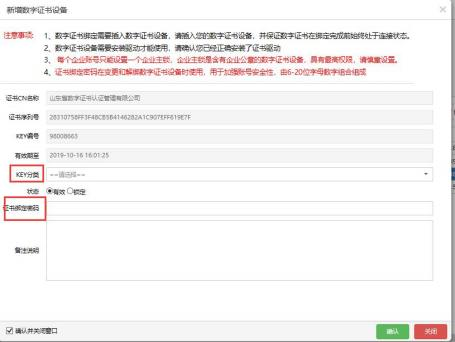 新增数字证书设备
注意事项:
1、数字证书绑定需要插入数字证书设备，请插入您的数字证书设备，并保证数字证书在绑定完成前始终处于连接状态。
2、数字证书设备需要安装驱动才能使用，请确认您已经正确安装了证书驱动
3、每个企业账号只能设置一个企业主锁，企业主锁是含有企业公章的数字证书设备，具有最高权限，请慎重设置。
4、证书绑定密码在变更和解绑数字证书设备时使用，用于加强账号安全性，由6-20位字母数字组合组成
证书CN名称 山东省数字证书认证管理有限公司
证书序列号 28310758FF3F48CB5B4146282A1C907EFF619E7F
KEY编号 98008663
有效期至 2019-10-16 16:01:25
KEY分类 ==请选择==
状态 有效 锁定
证书绑定密码
备注说明
确认并关闭窗口 确认 关闭